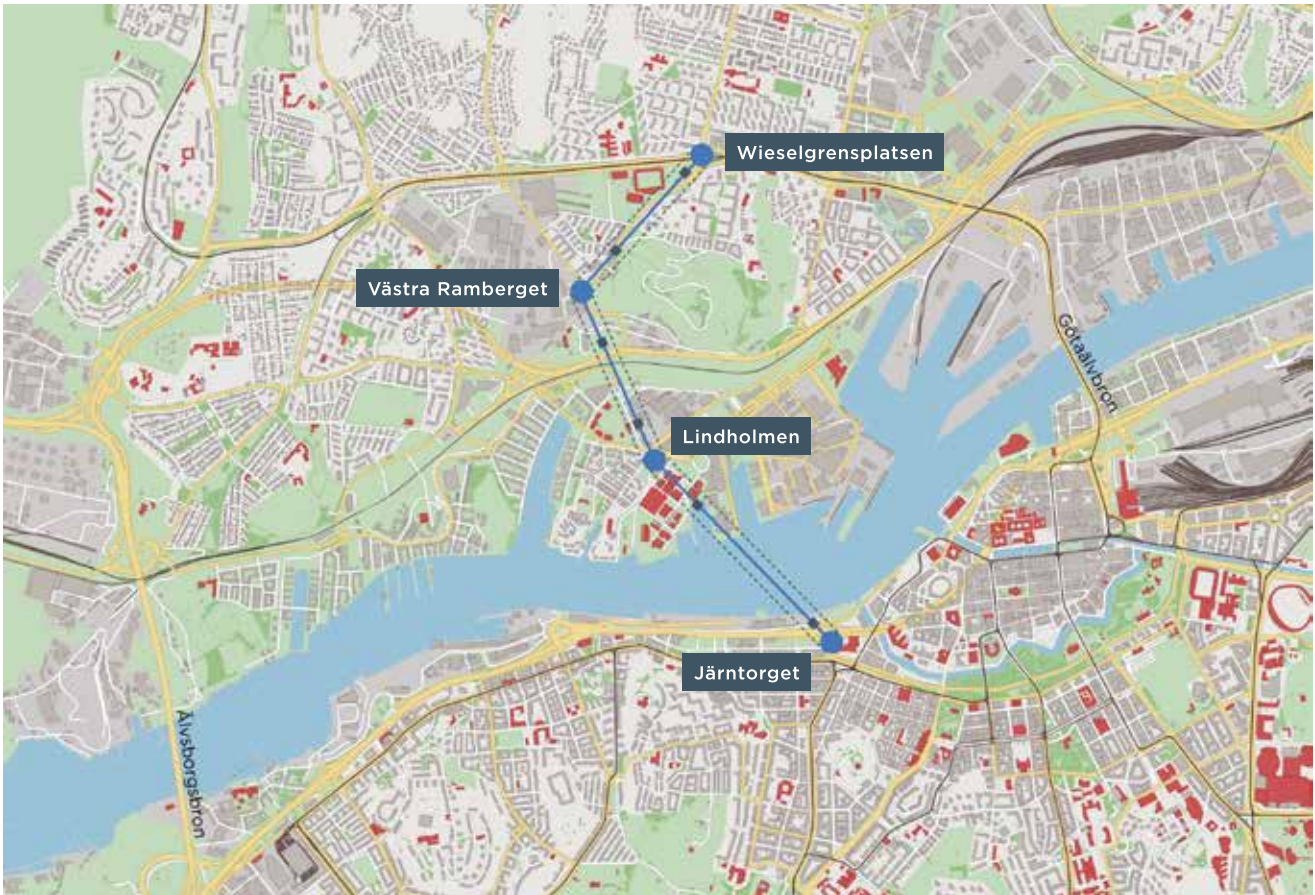 Wieselgrensplatsen
Västra Ramberget
Götaälvbron
Lindholmen
Järntorget
Älvsborgsbron